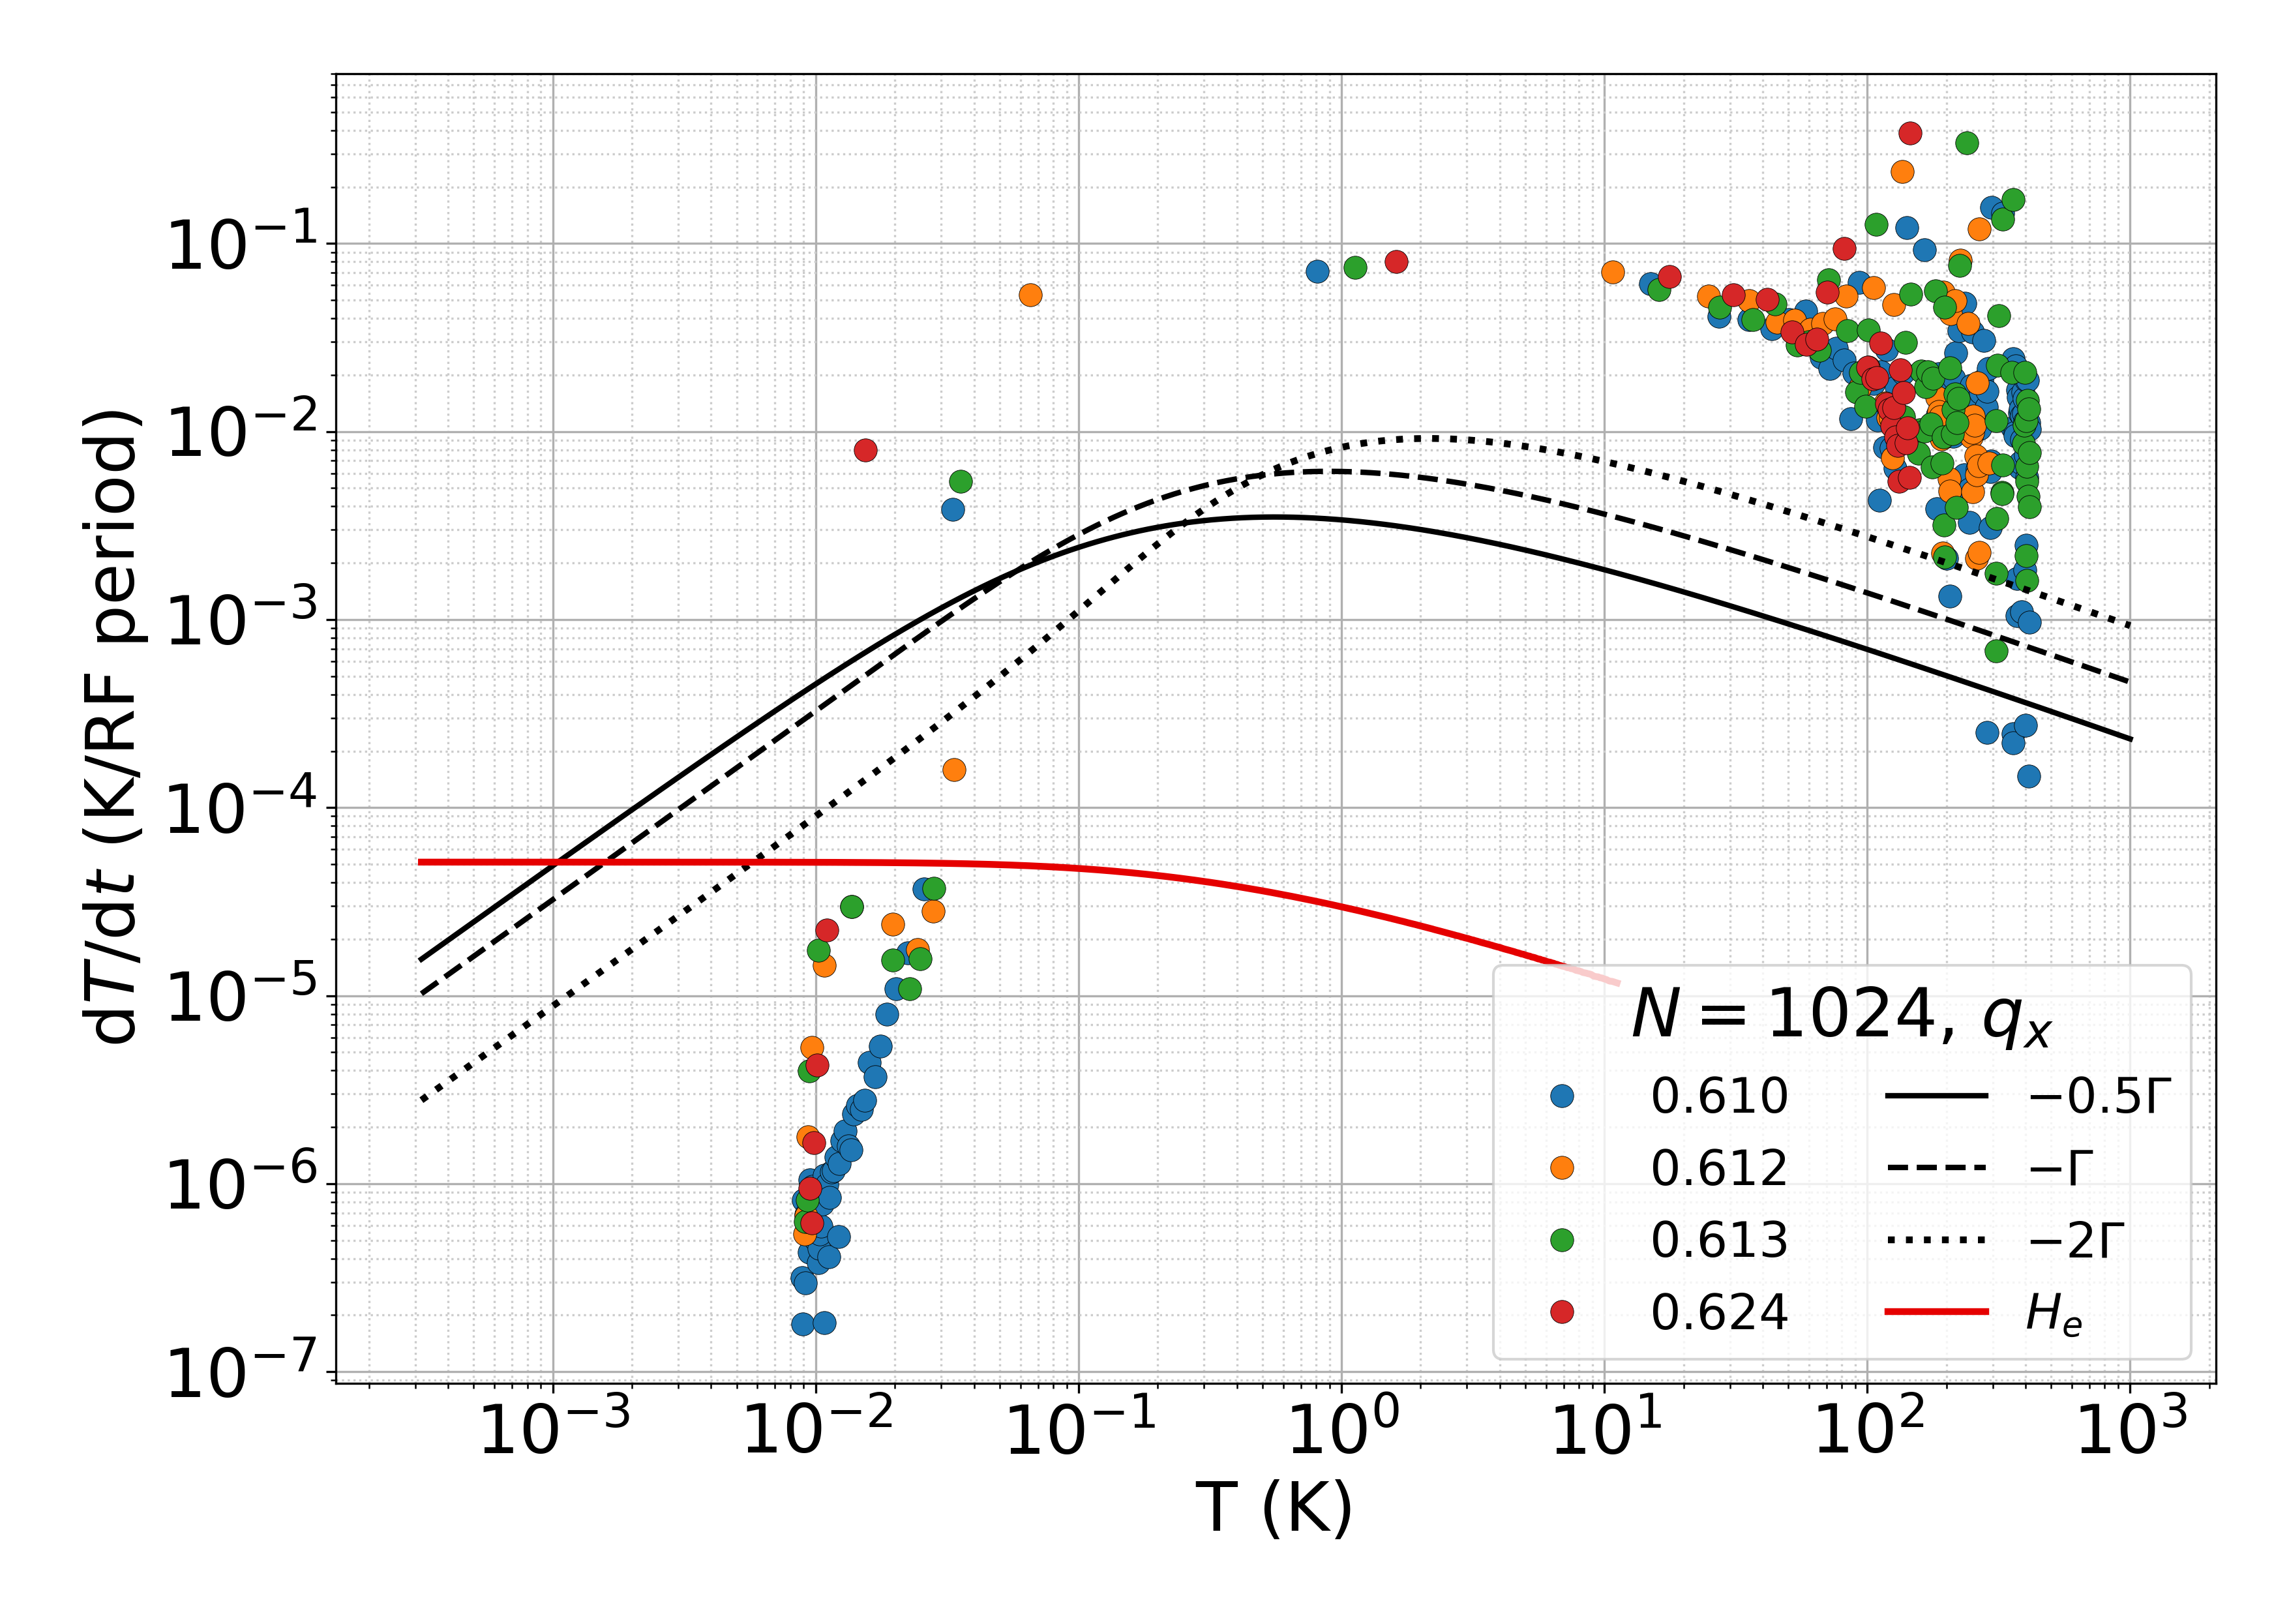 dT/dt (K/RF period)
10⁻¹
10⁻²
10⁻³
10⁻⁴
10⁻⁵
10⁻⁶
10⁻⁷
N = 1024, qₓ
0.610 −0.5Γ
0.612 −Γ
0.613 −2Γ
0.624 Hₑ
10⁻³ 10⁻² 10⁻¹ 10⁰ 10¹ 10² 10³
T (K)